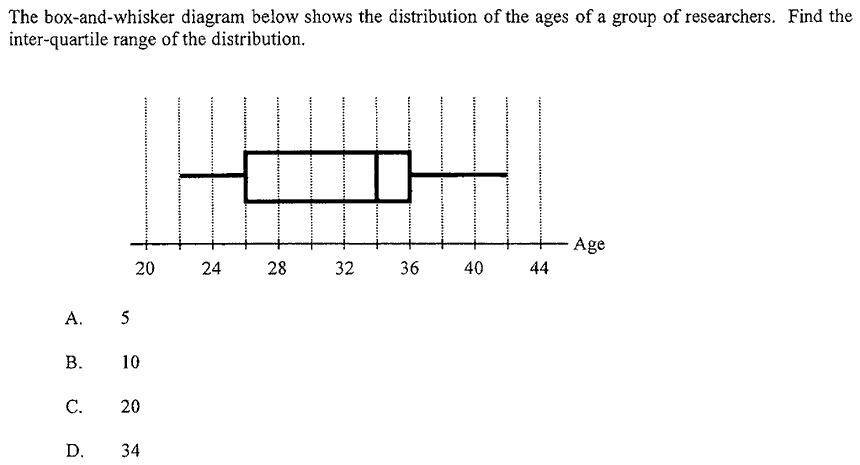 The box-and-whisker diagram below shows the distribution of the ages of a group of researchers. Find the
inter-quartile range of the distribution.
Age
20 24 28 32 36 40 44
A. 5
B. 10
C. 20
D. 34